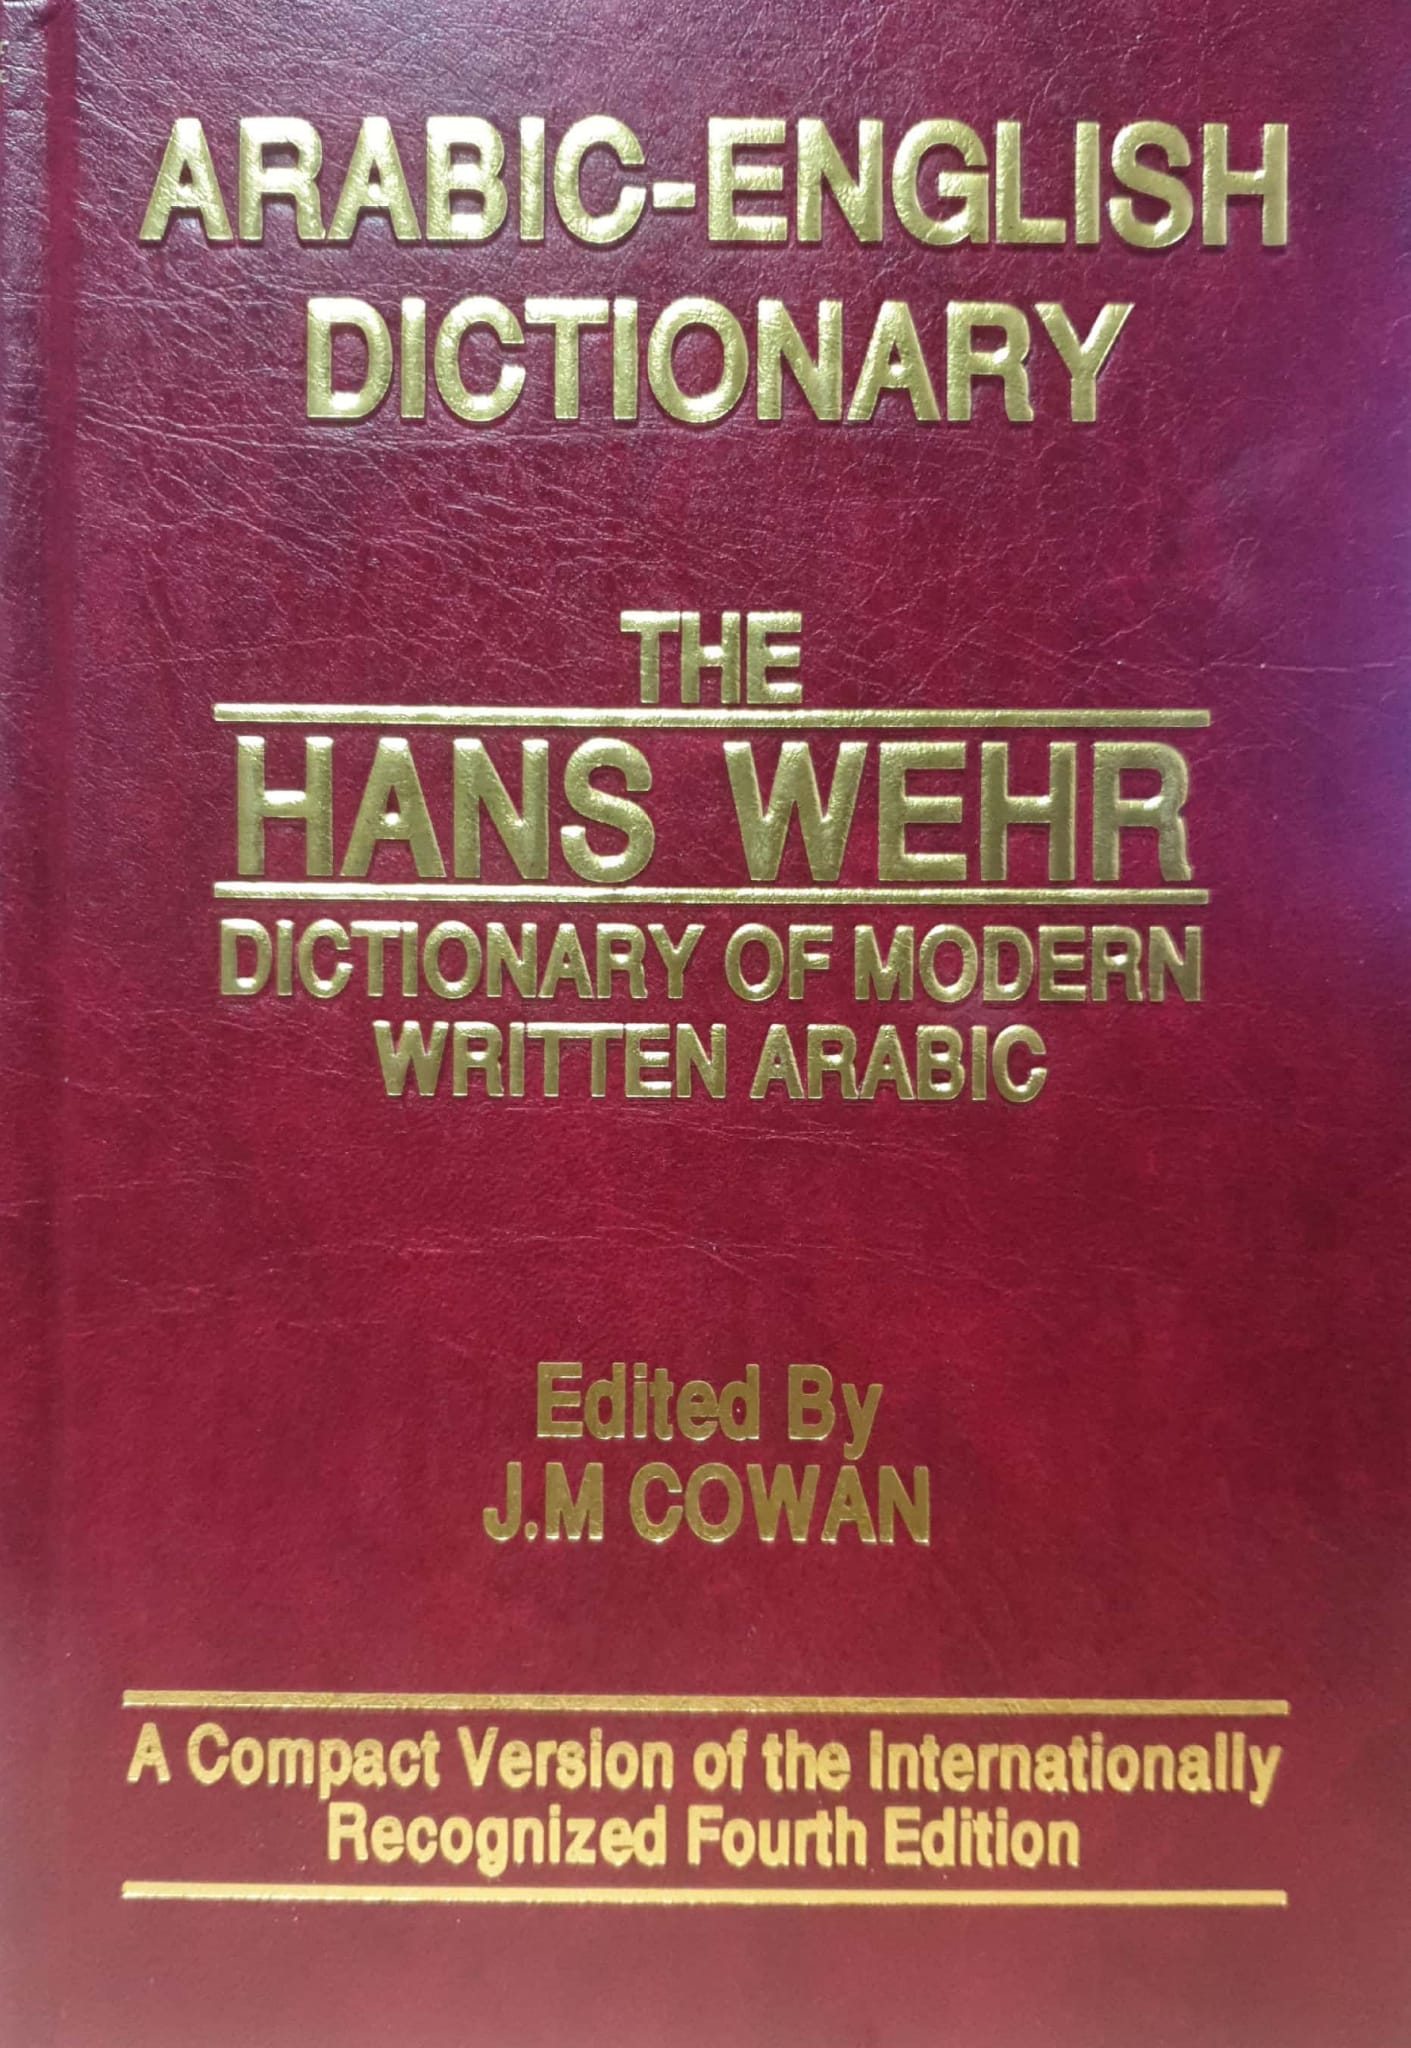 ARABIC-ENGLISH
DICTIONARY
THE
HANS WEHR
DICTIONARY OF MODERN
WRITTEN ARABIC
Edited By
J.M COWAN
A Compact Version of the Internationally
Recognized Fourth Edition